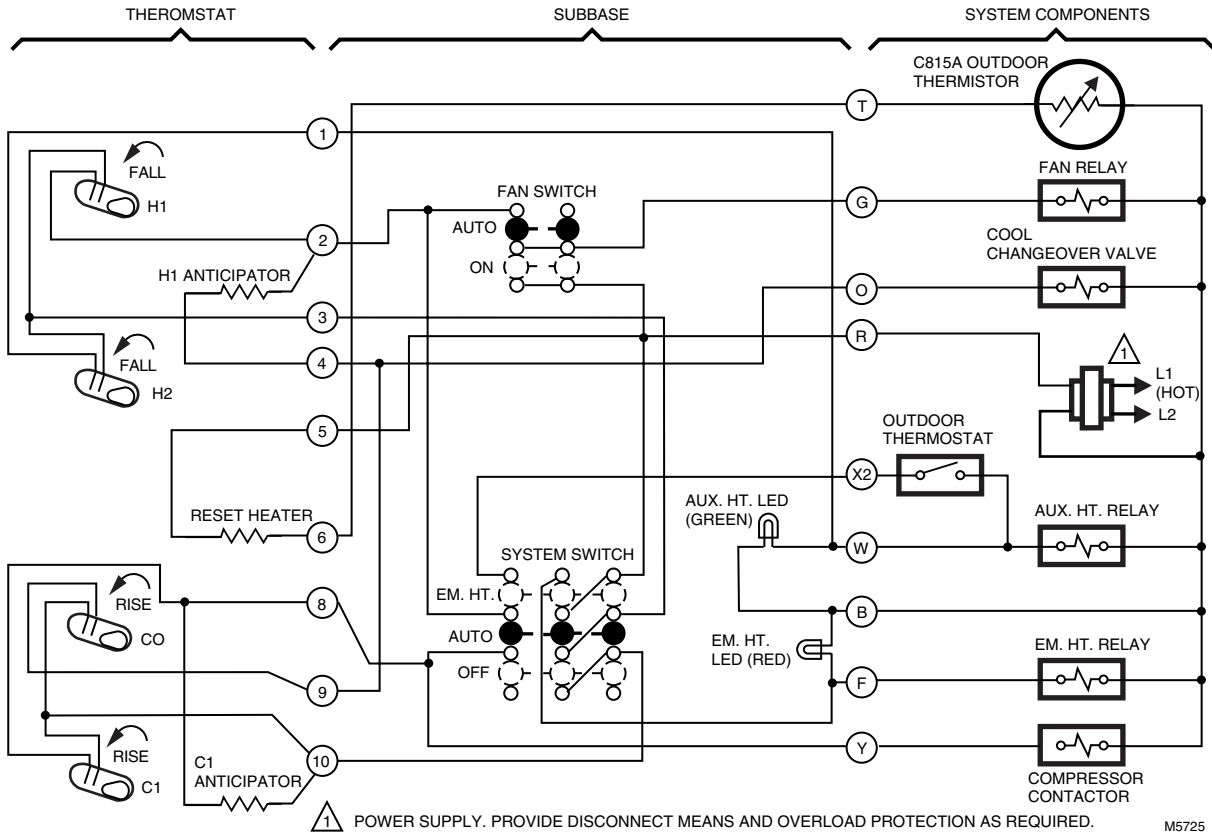 THEROMSTAT
SUBBASE
SYSTEM COMPONENTS
C815A OUTDOOR
THERMISTOR
T
1
FALL
H1
FAN SWITCH
FAN RELAY
AUTO
G
2
COOL
CHANGEOVER VALVE
ON
H1 ANTICIPATOR
O
3
R
FALL
4
1
L1
(HOT)
H2
L2
5
OUTDOOR
THERMOSTAT
X2
AUX. HT. LED
(GREEN)
AUX. HT. RELAY
RESET HEATER
6
W
SYSTEM SWITCH
EM. HT.
RISE
8
B
CO
AUTO
EM. HT.
LED (RED)
EM. HT. RELAY
OFF
9
F
RISE
10
Y
C1
ANTICIPATOR
C1
COMPRESSOR
CONTACTOR
1 POWER SUPPLY. PROVIDE DISCONNECT MEANS AND OVERLOAD PROTECTION AS REQUIRED.
M5725